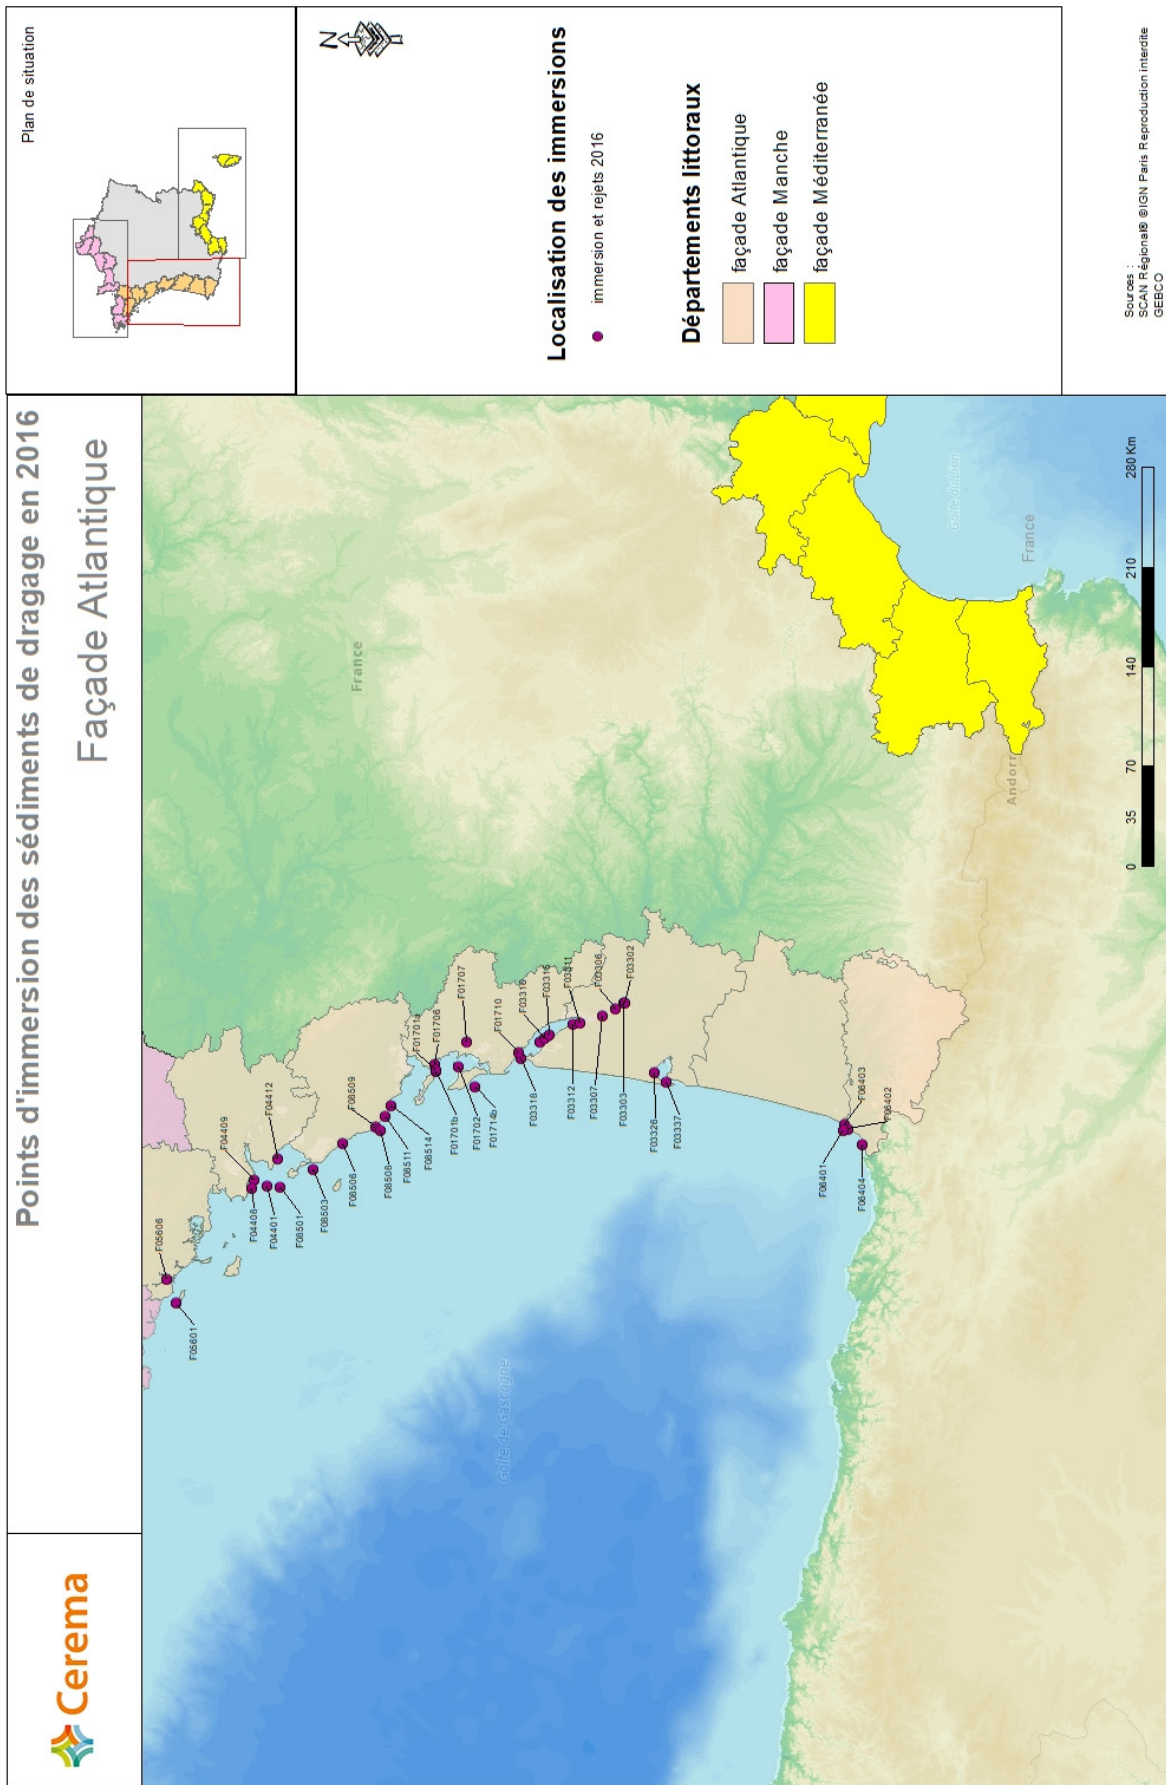 Cerema
Points d'immersion des sédiments de dragage en 2016
Façade Atlantique
Plan de situation
N
Localisation des immersions
immersion et rejets 2016
Départements littoraux
façade Atlantique
façade Manche
façade Méditerranée
Sources :
SCAN Régional® ©IGN Paris Reproduction interdite
GEBCO
F05606
F05601
F04409
F04412
F04408
F04401
F08501
F08503
F08506
F08509
F08508
F08511
F08514
F01701a
F01706
F01707
F01701b
F01702
F01714b
F01710
F03316
F03315
F03311
F03306
F03302
F03318
F03312
F03307
F03303
F03326
F03337
F06403
F06402
F06401
F06404
France
Golfe de Gascogne
Golfe du Lion
France
Andorr
0 35 70 140 210 280 Km